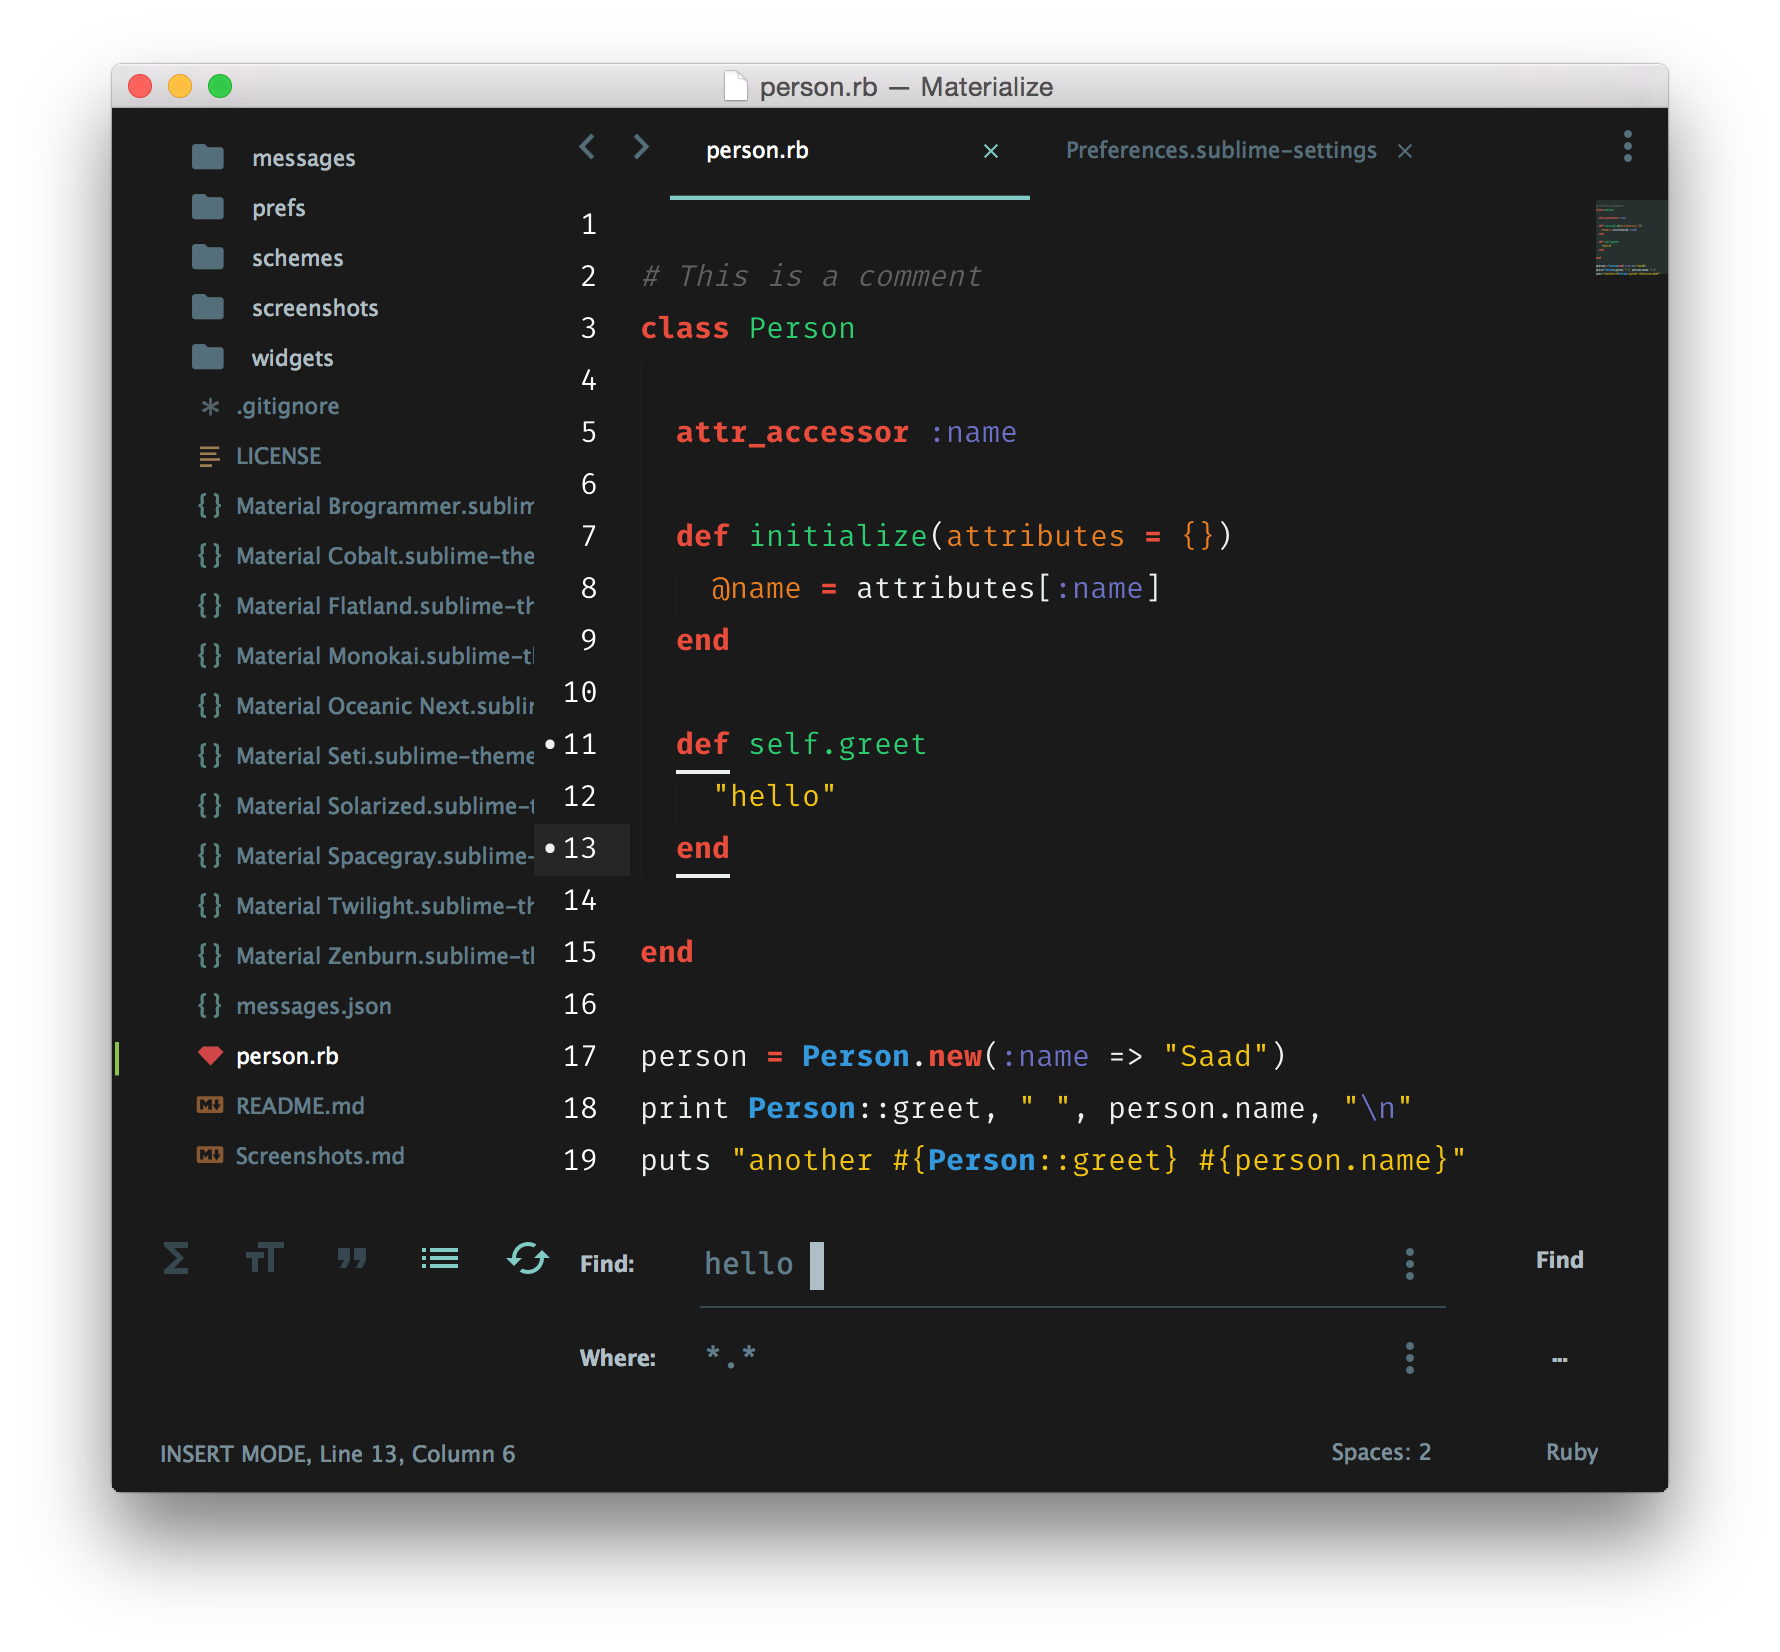 person.rb — Materialize
messages
prefs
schemes
screenshots
widgets
.gitignore
LICENSE
Material Brogrammer.sublim
Material Cobalt.sublime-the
Material Flatland.sublime-th
Material Monokai.sublime-tl
Material Oceanic Next.sublir
Material Seti.sublime-theme
Material Solarized.sublime-t
Material Spacegray.sublime-
Material Twilight.sublime-th
Material Zenburn.sublime-tl
messages.json
person.rb
README.md
Screenshots.md
person.rb × Preferences.sublime-settings ×
1
2 # This is a comment
3 class Person
4
5   attr_accessor :name
6
7   def initialize(attributes = {})
8     @name = attributes[:name]
9   end
10
11   def self.greet
12     "hello"
13   end
14
15 end
16
17 person = Person.new(:name => "Saad")
18 print Person::greet, " ", person.name, "\n"
19 puts "another #{Person::greet} #{person.name}"
Find: hello Find
Where: *.* ...
INSERT MODE, Line 13, Column 6 Spaces: 2 Ruby